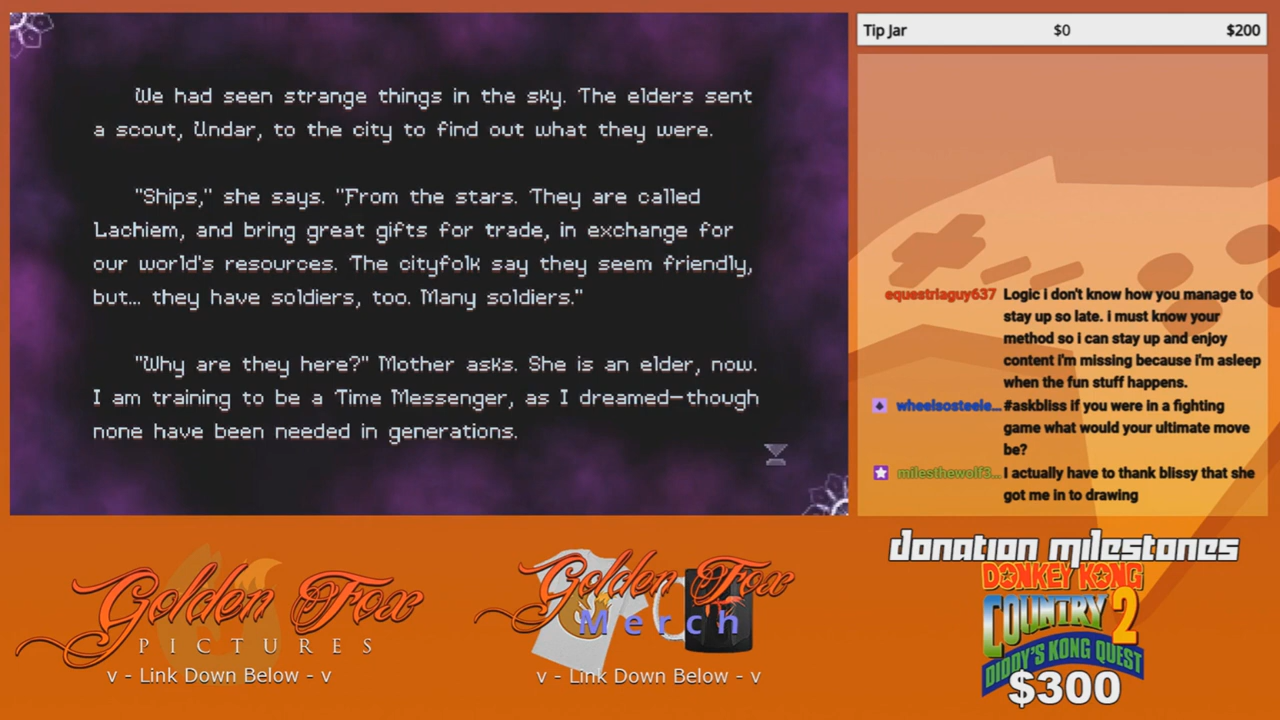 We had seen strange things in the sky. The elders sent
a scout, Undar, to the city to find out what they were.
"Ships," she says. "From the stars. They are called
Lachiem, and bring great gifts for trade, in exchange for
our world's resources. The cityfolk say they seem friendly,
but... they have soldiers, too. Many soldiers."
"Why are they here?" Mother asks. She is an elder, now.
I am training to be a Time Messenger, as I dreamed—though
none have been needed in generations.
Tip Jar $0 $200
equestriaguy637 Logic i don't know how you manage to
stay up so late. i must know your
method so i can stay up and enjoy
content i'm missing because i'm asleep
when the fun stuff happens.
wheelsosteele... #askbliss if you were in a fighting
game what would your ultimate move
be?
milesthewolf3... I actually have to thank blissy that she
got me in to drawing
Golden Fox
PICTURES
v - Link Down Below - v
Golden Fox
Merch
v - Link Down Below - v
donation milestones
DONKEY KONG
COUNTRY 2
DIDDY'S KONG QUEST
$300